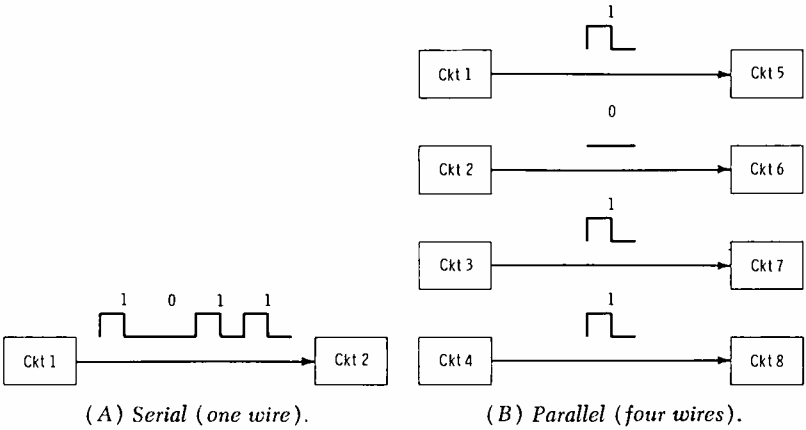 1 0 1 1
Ckt 1
Ckt 2
(A) Serial (one wire).
1
Ckt 1
Ckt 5
0
Ckt 2
Ckt 6
1
Ckt 3
Ckt 7
1
Ckt 4
Ckt 8
(B) Parallel (four wires).